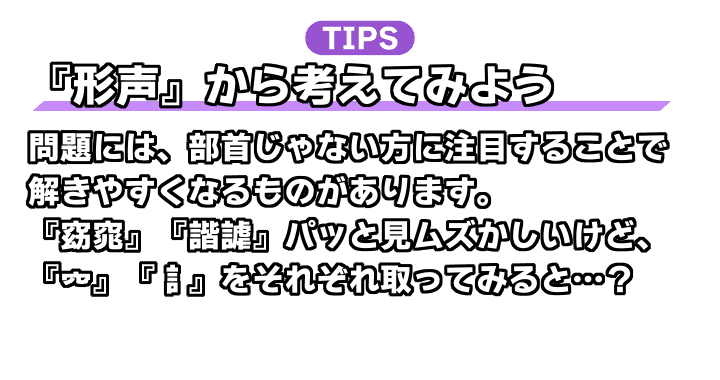 TIPS
『形声』から考えてみよう
問題には、部首じゃない方に注目することで
解きやすくなるものがあります。
『窈窕』『諧謔』パッと見ムズかしいけど、
『穴』『訁』をそれぞれ取ってみると…？